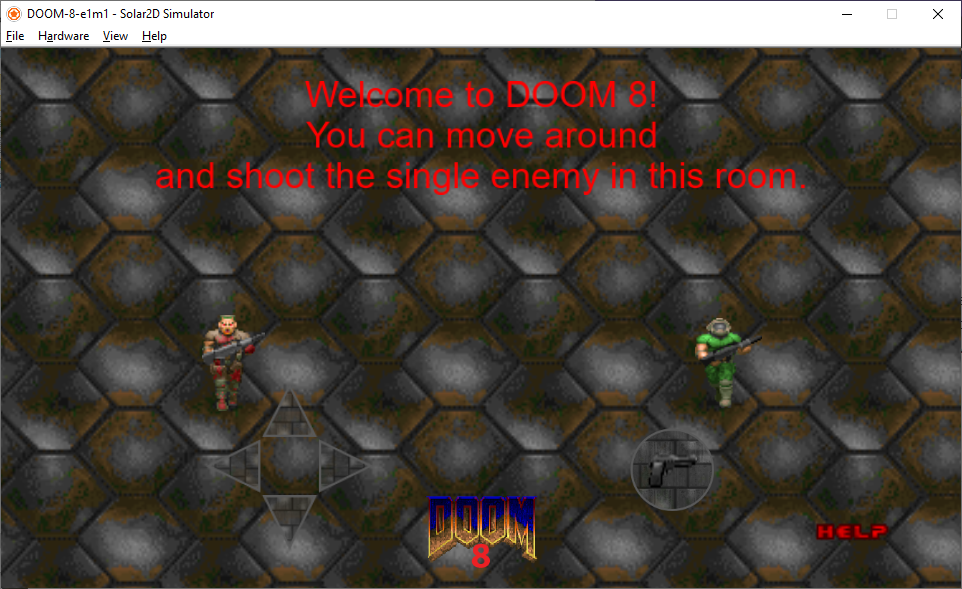 DOOM-8-e1m1 - Solar2D Simulator
File Hardware View Help
Welcome to DOOM 8!
You can move around
and shoot the single enemy in this room.
DOOM
8
HELP